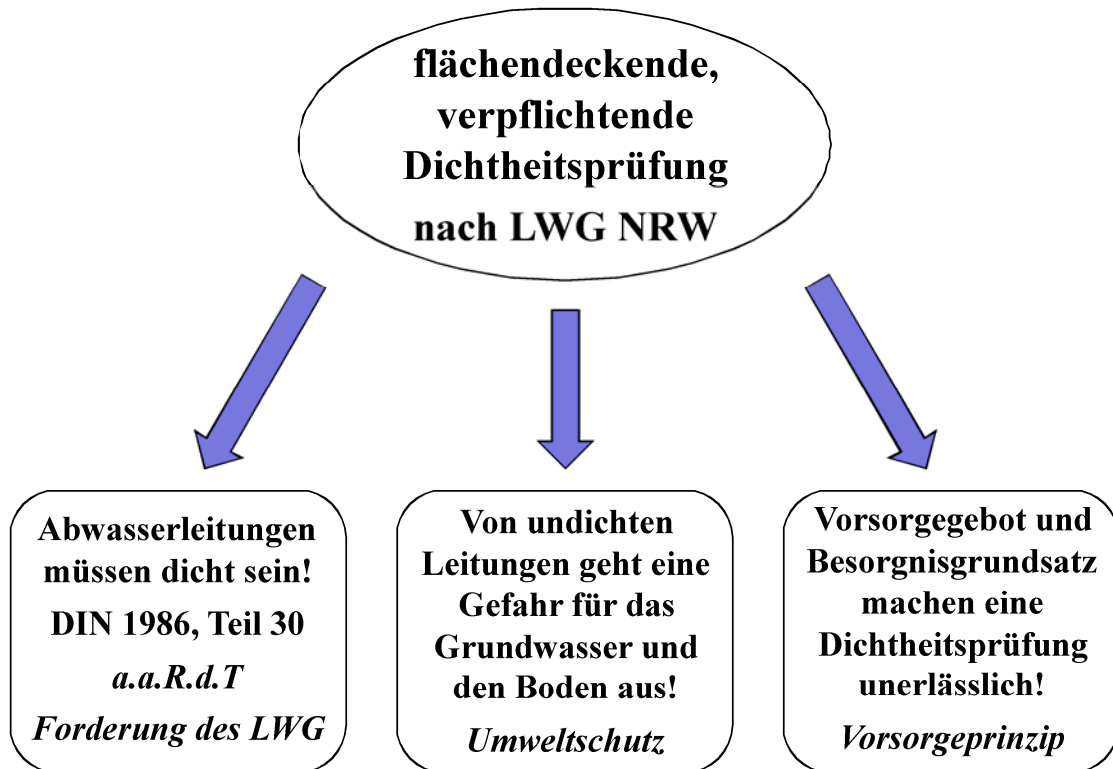 flächendeckende,
verpflichtende
Dichtheitsprüfung
nach LWG NRW
Abwasserleitungen
müssen dicht sein!
DIN 1986, Teil 30
a.a.R.d.T
Forderung des LWG
Von undichten
Leitungen geht eine
Gefahr für das
Grundwasser und
den Boden aus!
Umweltschutz
Vorsorgegebot und
Besorgnisgrundsatz
machen eine
Dichtheitsprüfung
unerlässlich!
Vorsorgeprinzip